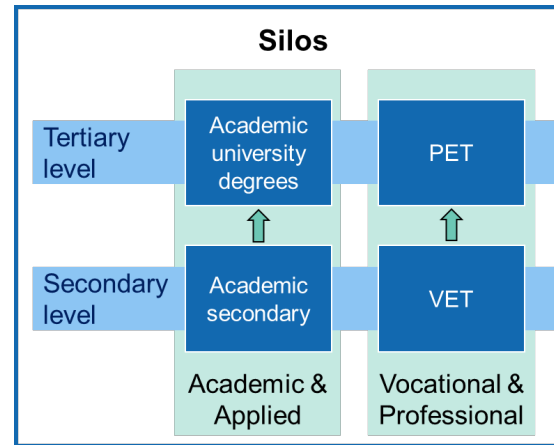 Silos
Tertiary
level
Academic
university
degrees
PET
Secondary
level
Academic
secondary
VET
Academic &
Applied
Vocational &
Professional